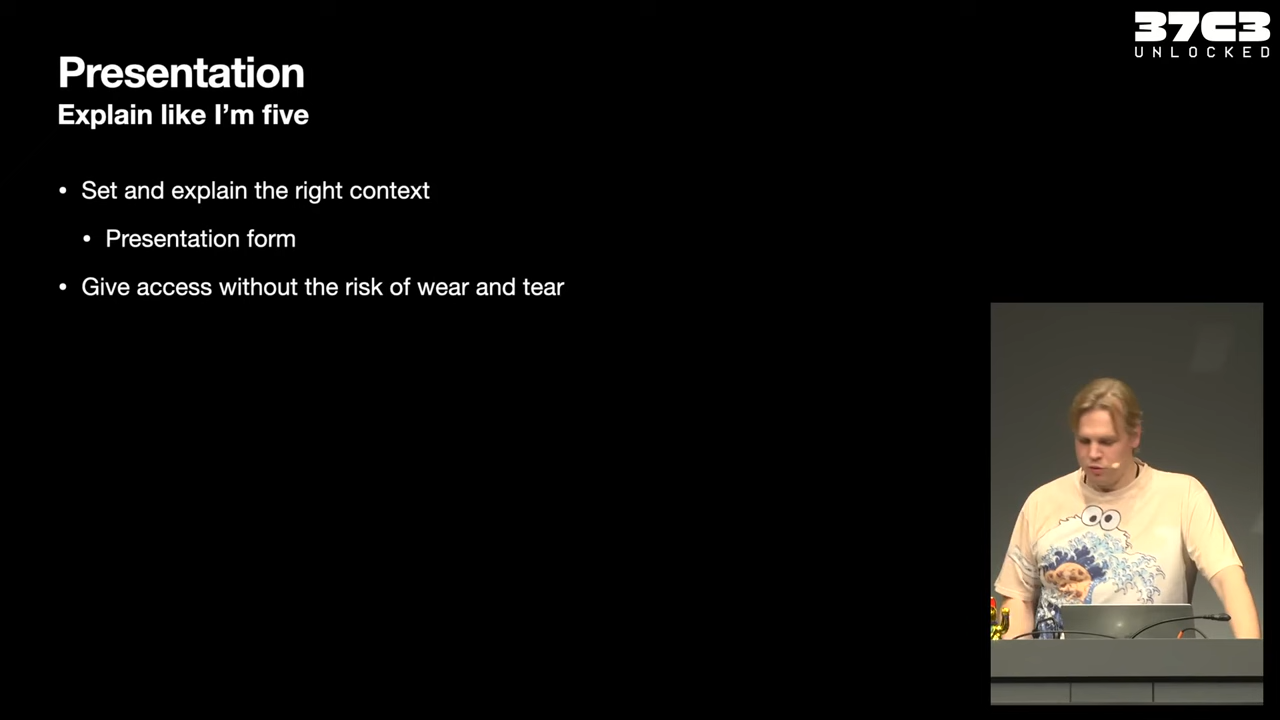 37C3
UNLOCKED
Presentation
Explain like I'm five
• Set and explain the right context
• Presentation form
• Give access without the risk of wear and tear